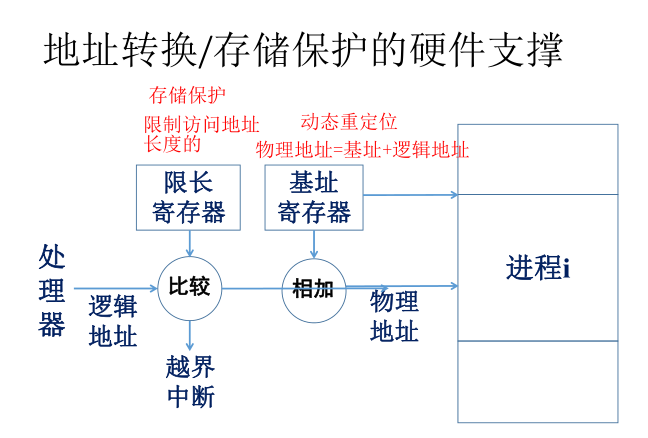 地址转换/存储保护的硬件支撑
存储保护
限制访问地址
长度的
动态重定位
物理地址=基址+逻辑地址
限长
寄存器
基址
寄存器
处
理
器
逻辑
地址
比较
相加
物理
地址
进程i
越界
中断